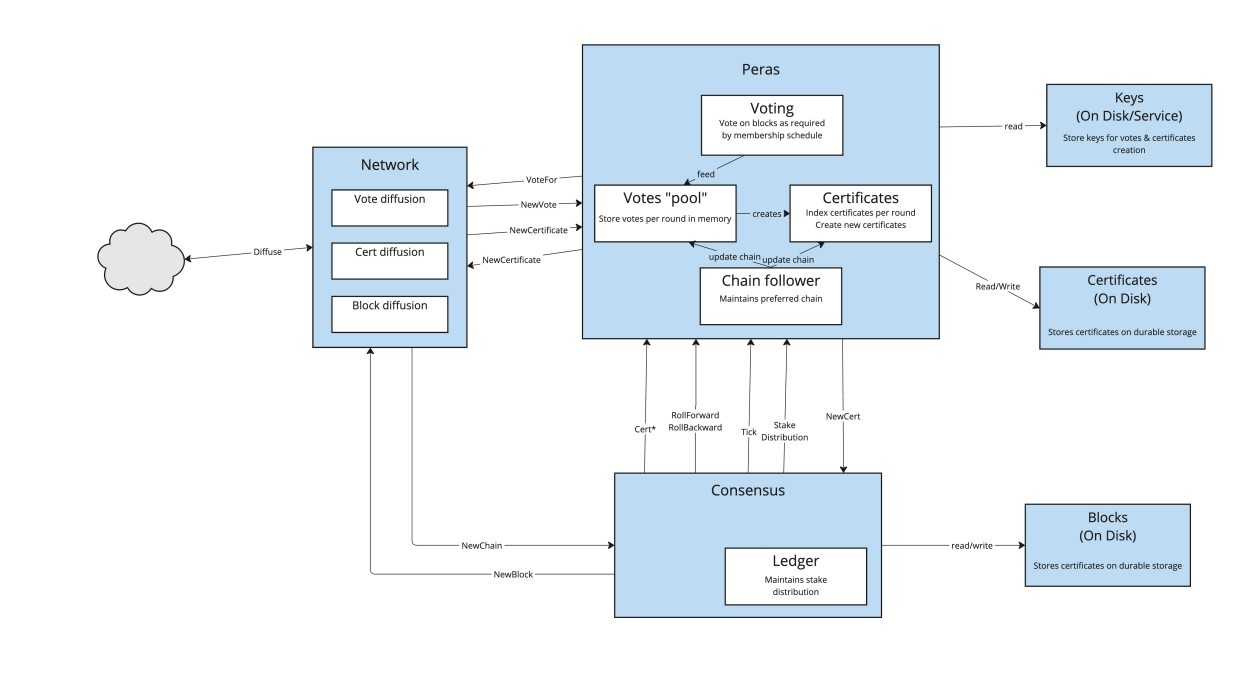 Peras
Voting
Vote on blocks as required
by membership schedule
feed
Votes "pool"
Store votes per round in memory
creates
Certificates
Index certificates per round
Create new certificates
update chain
update chain
Chain follower
Maintains preferred chain
Keys
(On Disk/Service)
Store keys for votes & certificates
creation
read
Network
Vote diffusion
Cert diffusion
Block diffusion
VoteFor
NewVote
NewCertificate
NewCertificate
Diffuse
Read/Write
Certificates
(On Disk)
Stores certificates on durable storage
Cert*
RollForward
RollBackward
Tick
Stake
Distribution
NewCert
Consensus
Ledger
Maintains stake
distribution
NewChain
NewBlock
read/write
Blocks
(On Disk)
Stores certificates on durable storage